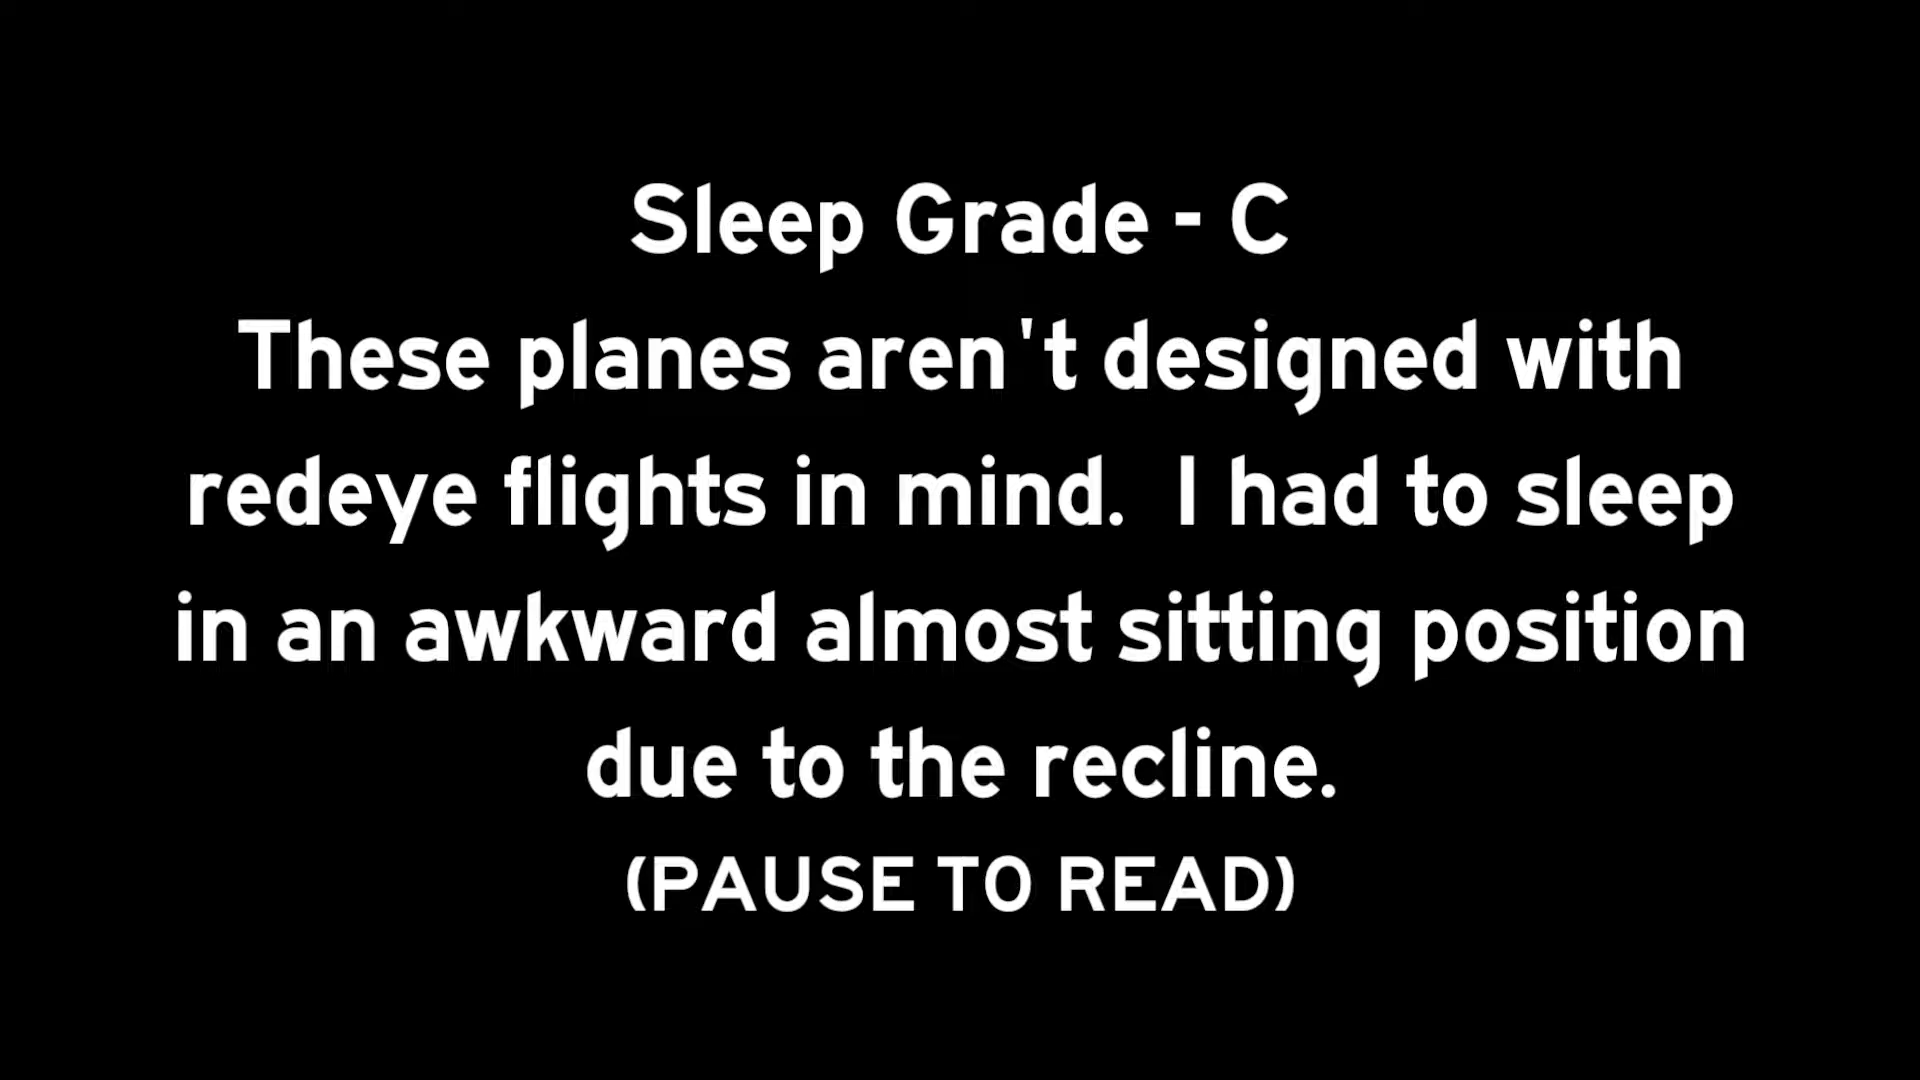 Sleep Grade - C
These planes aren't designed with
redeye flights in mind.  I had to sleep
in an awkward almost sitting position
due to the recline.
(PAUSE TO READ)